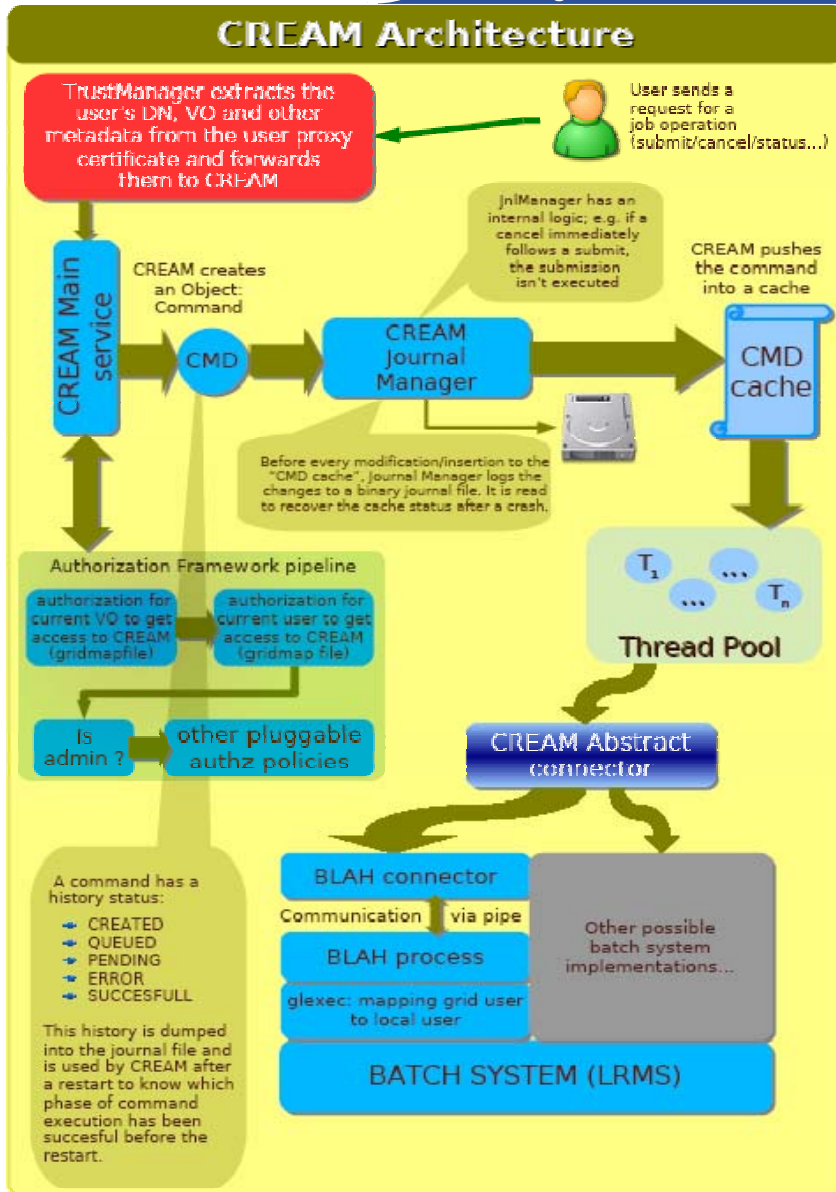 CREAM Architecture
TrustManager extracts the
user's DN, VO and other
metadata from the user proxy
certificate and forwards
them to CREAM
User sends a
request for a
job operation
(submit/cancel/status...)
JnlManager has an
internal logic; e.g. if a
cancel immediately
follows a submit,
the submission
isn't executed
CREAM creates
an Object:
Command
CREAM pushes
the command
into a cache
CREAM Main
service
CMD
CREAM
Journal
Manager
CMD
cache
Before every modification/insertion to the
"CMD cache", Journal Manager logs the
changes to a binary journal file. It is read
to recover the cache status after a crash.
Authorization Framework pipeline
authorization for
current VO to get
access to CREAM
(gridmapfile)
authorization for
current user to get
access to CREAM
(gridmap file)
Is
admin ?
other pluggable
authz policies
T1
...
...
Tn
Thread Pool
CREAM Abstract
connector
BLAH connector
Communication via pipe
BLAH process
glexec: mapping grid user
to local user
Other possible
batch system
implementations...
BATCH SYSTEM (LRMS)
A command has a
history status:
CREATED
QUEUED
PENDING
ERROR
SUCCESFULL
This history is dumped
into the journal file and
is used by CREAM after
a restart to know which
phase of command
execution has been
succesful before the
restart.